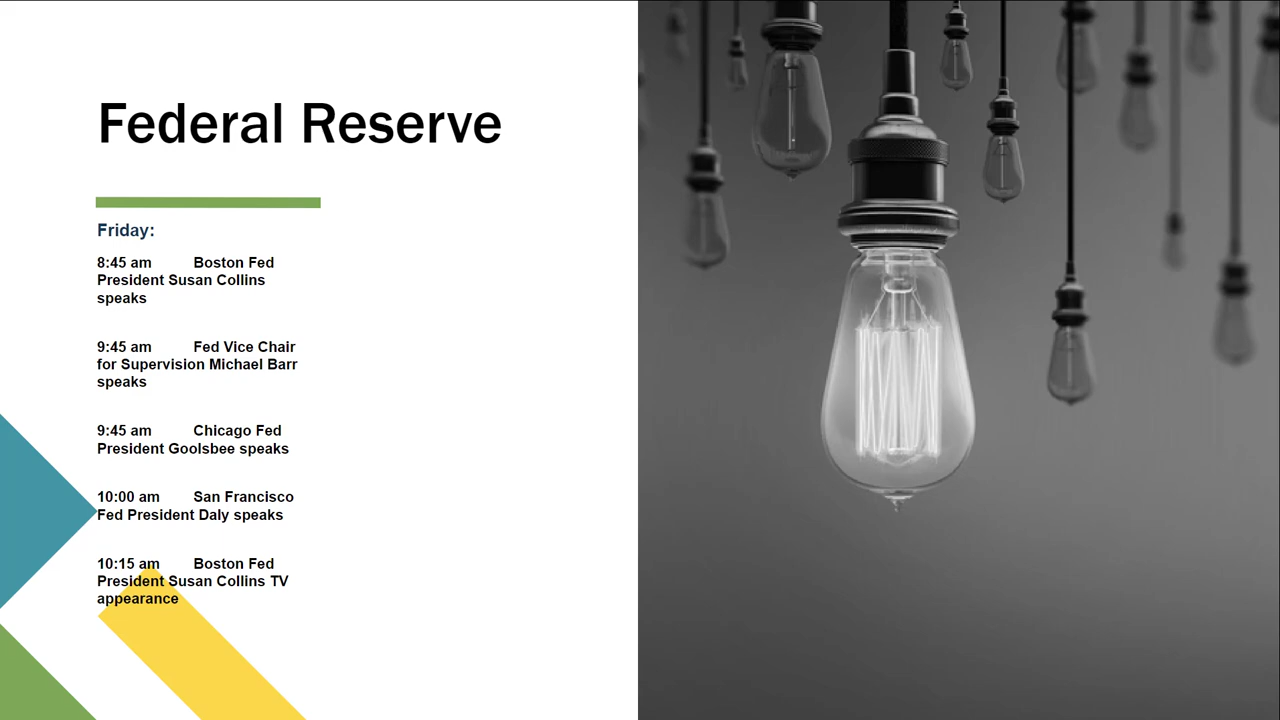 Federal Reserve
Friday:
8:45 am Boston Fed
President Susan Collins
speaks
9:45 am Fed Vice Chair
for Supervision Michael Barr
speaks
9:45 am Chicago Fed
President Goolsbee speaks
10:00 am San Francisco
Fed President Daly speaks
10:15 am Boston Fed
President Susan Collins TV
appearance